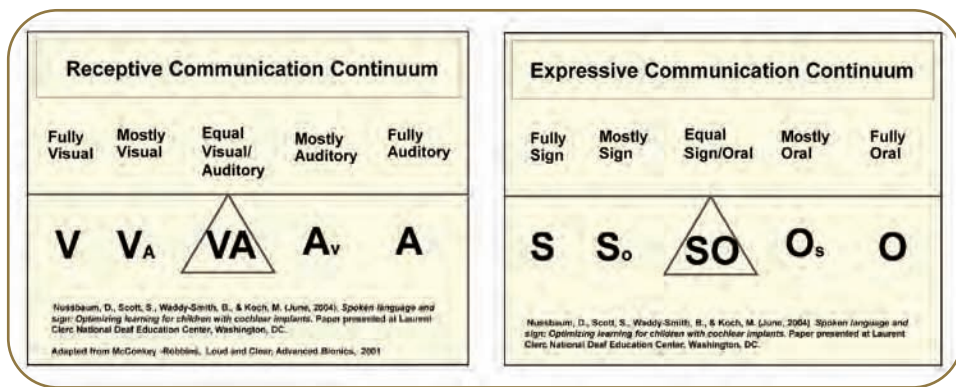 Receptive Communication Continuum
Fully Visual
Mostly Visual
Equal Visual/ Auditory
Mostly Auditory
Fully Auditory
V VA VA Av A
Nussbaum, D., Scott, S., Waddy-Smith, B., & Koch, M. (June, 2004). Spoken language and
sign: Optimizing learning for children with cochlear implants. Paper presented at Laurent
Clerc National Deaf Education Center, Washington, DC.
Adapted from McConkey -Robbins, Loud and Clear, Advanced Bionics, 2001
Expressive Communication Continuum
Fully Sign
Mostly Sign
Equal Sign/Oral
Mostly Oral
Fully Oral
S So SO Os O
Nussbaum, D., Scott, S., Waddy-Smith, B., & Koch, M. (June, 2004) Spoken language and
sign: Optimizing learning for children with cochlear implants. Paper presented at Laurent
Clerc National Deaf Education Center, Washington, DC.